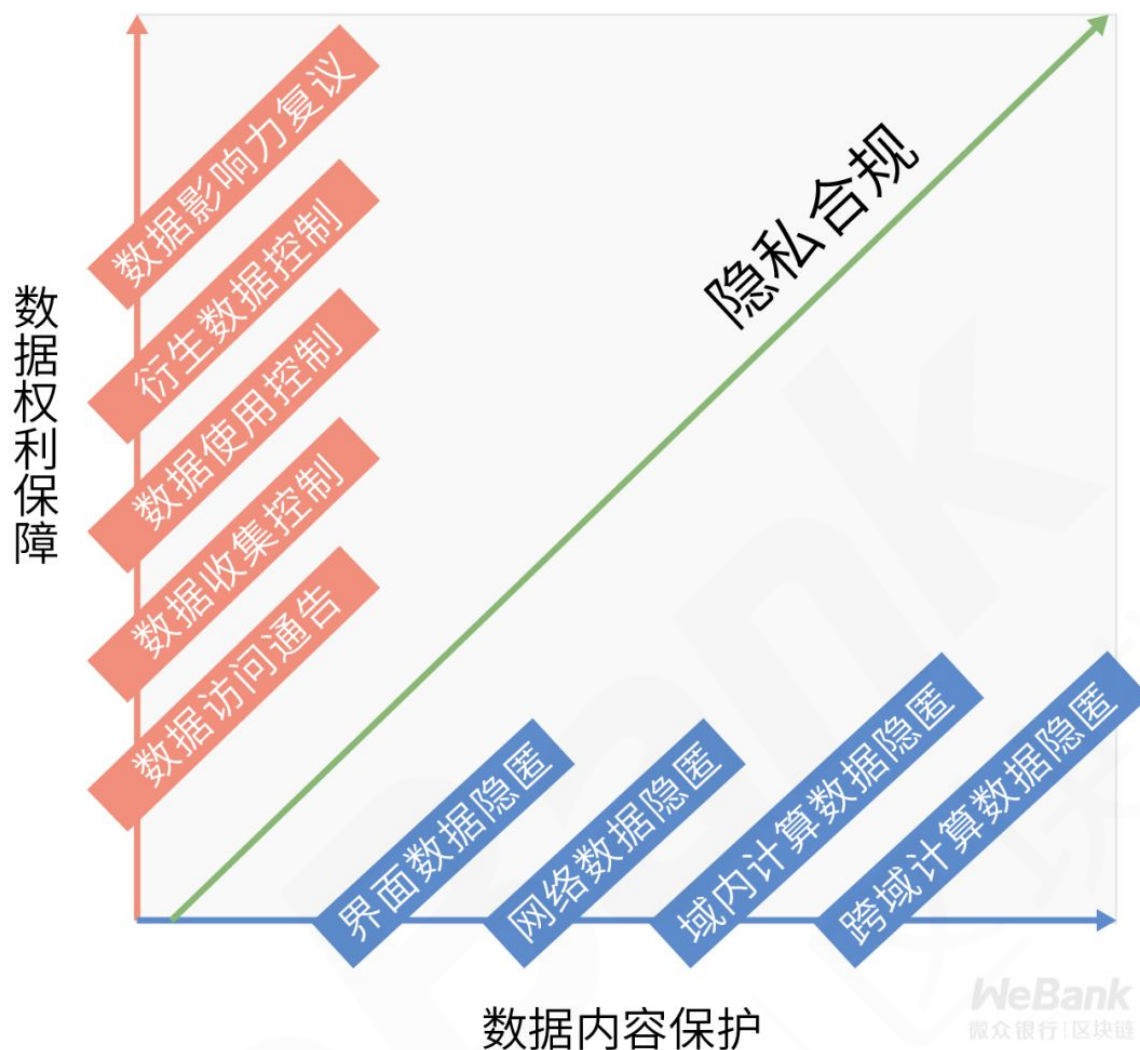 数据影响力复议
衍生数据控制
数据使用控制
数据收集控制
数据访问通告
数据权利保障
隐私合规
界面数据隐匿
网络数据隐匿
域内计算数据隐匿
跨域计算数据隐匿
数据内容保护
WeBank
微众银行|区块链